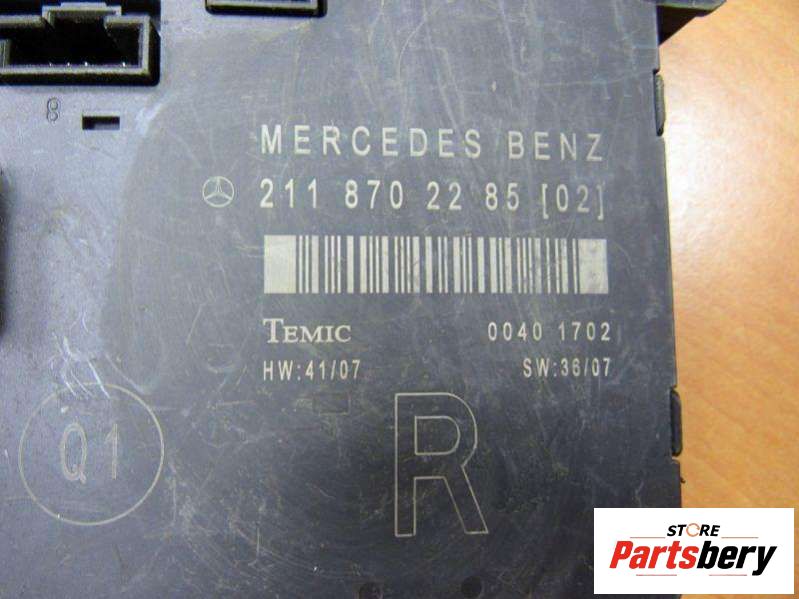 8
MERCEDES BENZ
211 870 22 85 [02]
TEMIC 0040 1702
HW:41/07 SW:36/07
Q1
R
STORE
Partsbery